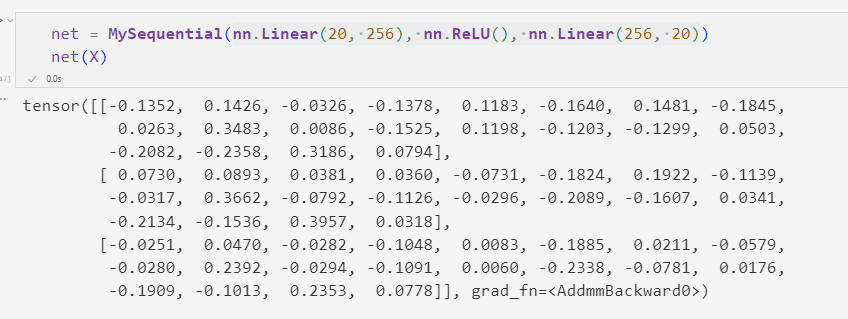 net = MySequential(nn.Linear(20, 256), nn.ReLU(), nn.Linear(256, 20))
net(X)
17]
✓ 0.0s
...
tensor([[-0.1352,  0.1426, -0.0326, -0.1378,  0.1183, -0.1640,  0.1481, -0.1845,
          0.0263,  0.3483,  0.0086, -0.1525,  0.1198, -0.1203, -0.1299,  0.0503,
         -0.2082, -0.2358,  0.3186,  0.0794],
        [ 0.0730,  0.0893,  0.0381,  0.0360, -0.0731, -0.1824,  0.1922, -0.1139,
         -0.0317,  0.3662, -0.0792, -0.1126, -0.0296, -0.2089, -0.1607,  0.0341,
         -0.2134, -0.1536,  0.3957,  0.0318],
        [-0.0251,  0.0470, -0.0282, -0.1048,  0.0083, -0.1885,  0.0211, -0.0579,
         -0.0280,  0.2392, -0.0294, -0.1091,  0.0060, -0.2338, -0.0781,  0.0176,
         -0.1909, -0.1013,  0.2353,  0.0778]], grad_fn=<AddmmBackward0>)